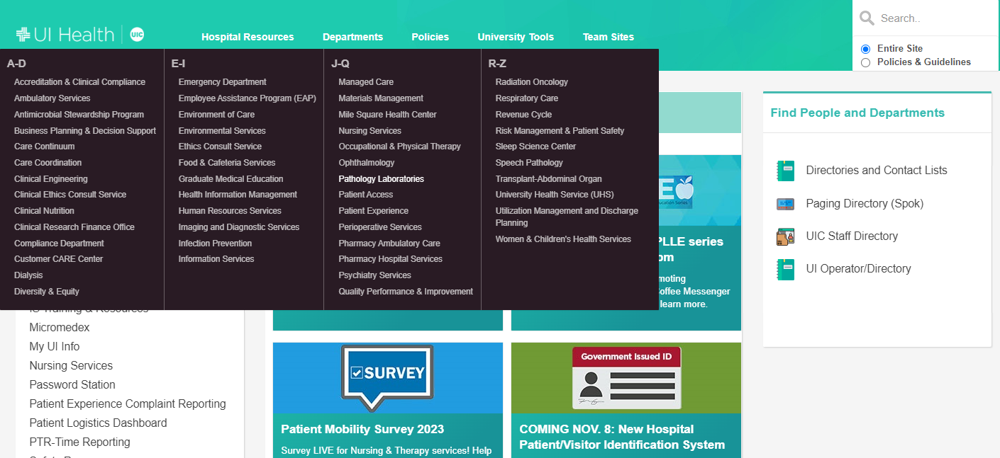 UI Health UIC
Hospital Resources
Departments
Policies
University Tools
Team Sites
Search..
Entire Site
Policies & Guidelines
A-D
Accreditation & Clinical Compliance
Ambulatory Services
Antimicrobial Stewardship Program
Business Planning & Decision Support
Care Continuum
Care Coordination
Clinical Engineering
Clinical Ethics Consult Service
Clinical Nutrition
Clinical Research Finance Office
Compliance Department
Customer CARE Center
Dialysis
Diversity & Equity
E-I
Emergency Department
Employee Assistance Program (EAP)
Environment of Care
Environmental Services
Ethics Consult Service
Food & Cafeteria Services
Graduate Medical Education
Health Information Management
Human Resources Services
Imaging and Diagnostic Services
Infection Prevention
Information Services
J-Q
Managed Care
Materials Management
Mile Square Health Center
Nursing Services
Occupational & Physical Therapy
Ophthalmology
Pathology Laboratories
Patient Access
Patient Experience
Perioperative Services
Pharmacy Ambulatory Care
Pharmacy Hospital Services
Psychiatry Services
Quality Performance & Improvement
R-Z
Radiation Oncology
Respiratory Care
Revenue Cycle
Risk Management & Patient Safety
Sleep Science Center
Speech Pathology
Transplant-Abdominal Organ
University Health Service (UHS)
Utilization Management and Discharge
Planning
Women & Children's Health Services
IS Training & Resources
Micromedex
My UI Info
Nursing Services
Password Station
Patient Experience Complaint Reporting
Patient Logistics Dashboard
PTR-Time Reporting
E
Series
PLLE series
pm
moting
offee Messenger
learn more.
SURVEY
Patient Mobility Survey 2023
Survey LIVE for Nursing & Therapy services! Help
Government Issued ID
COMING NOV. 8: New Hospital
Patient/Visitor Identification System
Find People and Departments
Directories and Contact Lists
Paging Directory (Spok)
UIC Staff Directory
UI Operator/Directory